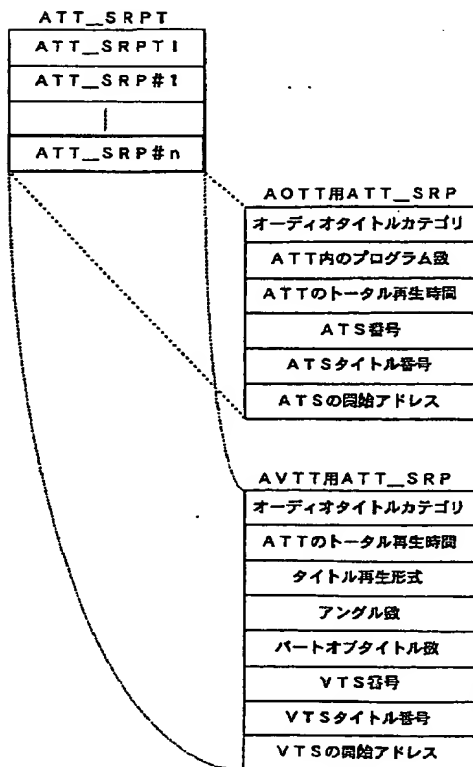 ATT_SRPT
ATT_SRPTI
ATT_SRP#1
ATT_SRP#n
AOTT用ATT_SRP
オーディオタイトルカテゴリ
ATT内のプログラム数
ATTのトータル再生時間
ATS番号
ATSタイトル番号
ATSの開始アドレス
AVTT用ATT_SRP
オーディオタイトルカテゴリ
ATTのトータル再生時間
タイトル再生形式
アングル数
パートオブタイトル数
VTS番号
VTSタイトル番号
VTSの開始アドレス